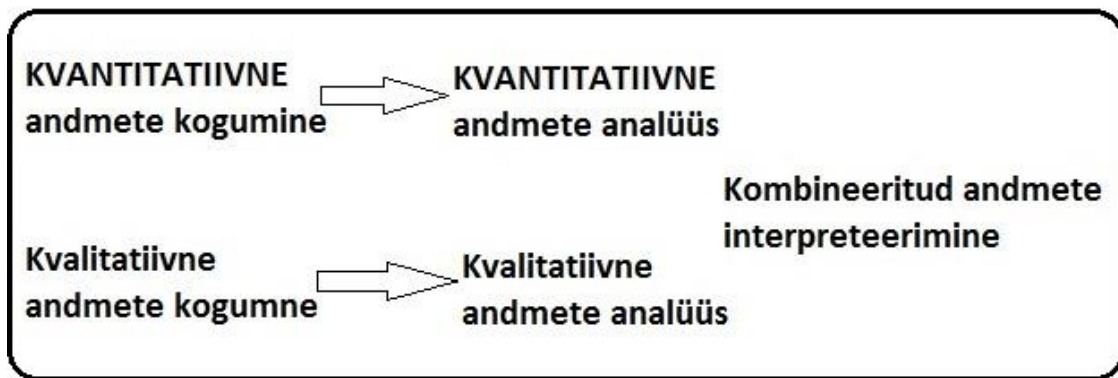 KVANTITATIIVNE
andmete kogumine
KVANTITATIIVNE
andmete analüüs
Kombineeritud andmete
interpreteerimine
Kvalitatiivne
andmete kogumne
Kvalitatiivne
andmete analüüs